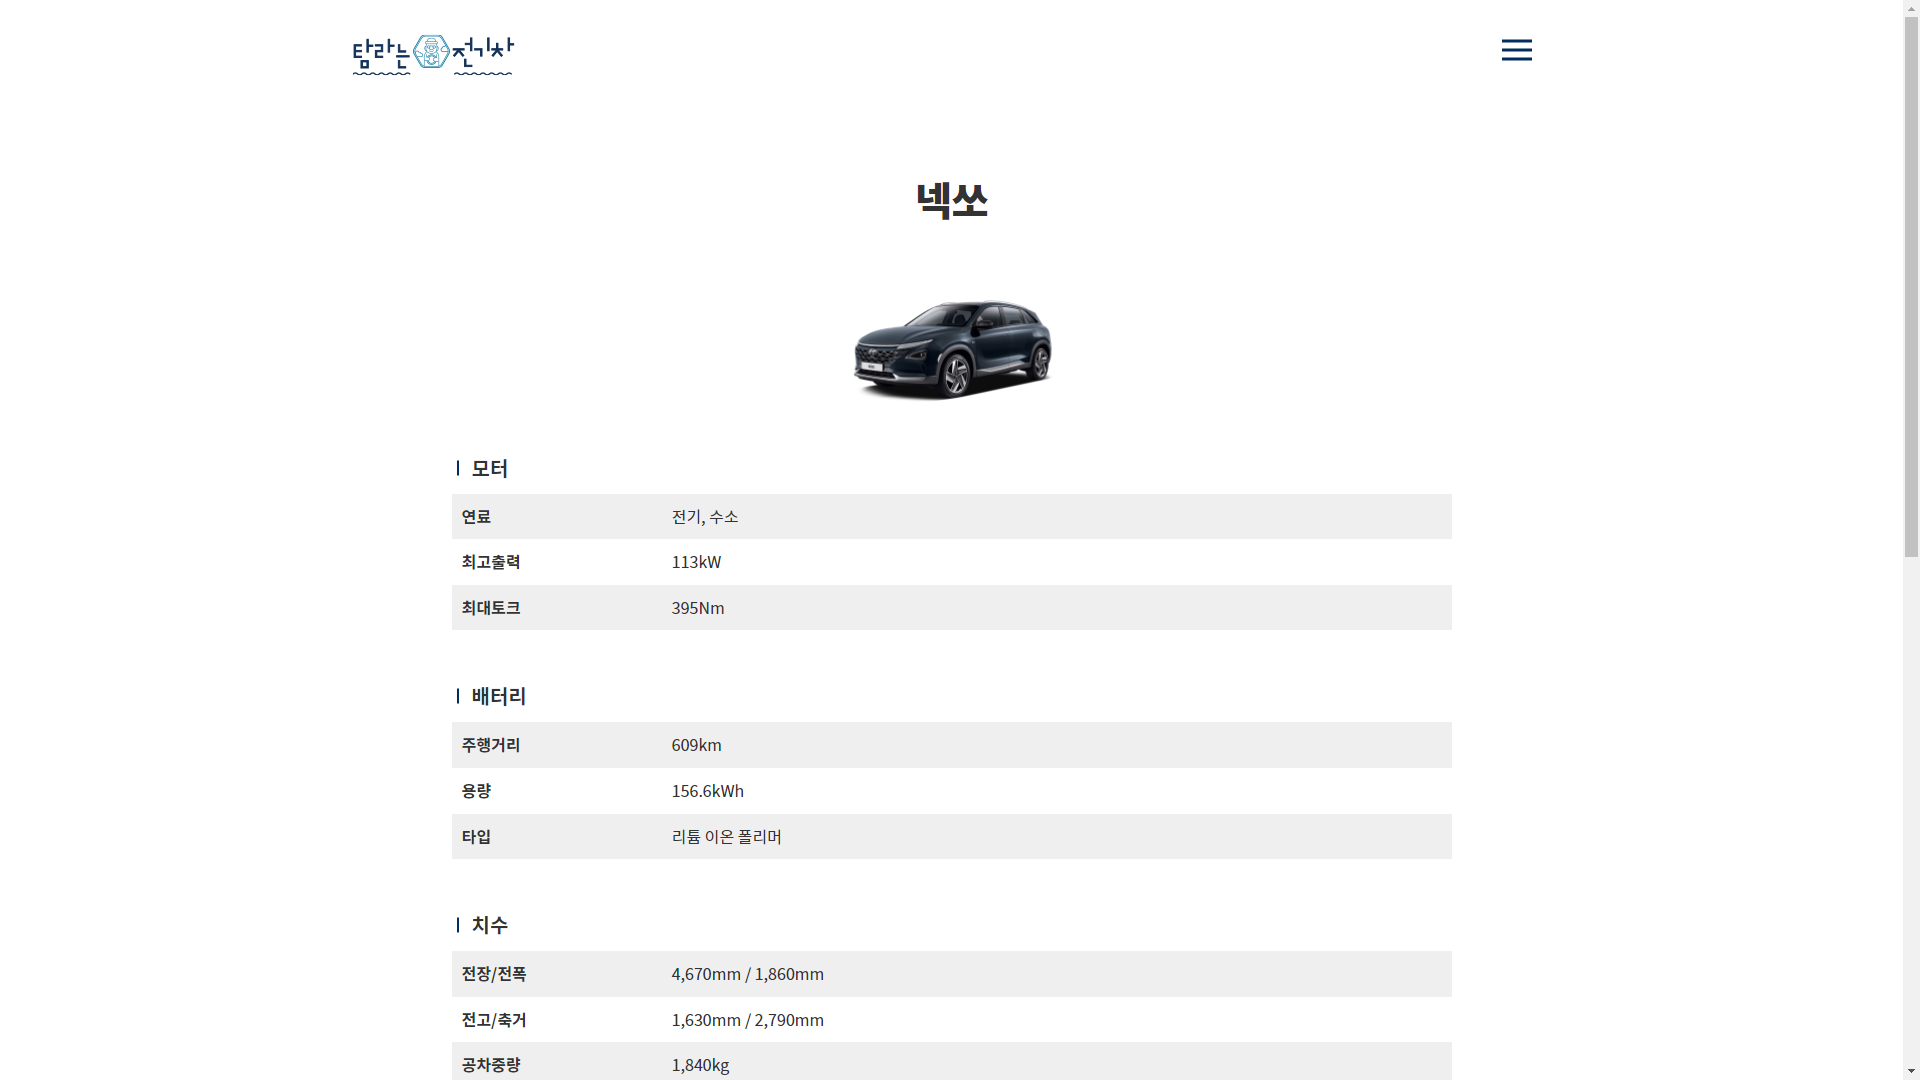 탐라는 전기차
넥쏘
모터
연료 전기, 수소
최고출력 113kW
최대토크 395Nm
배터리
주행거리 609km
용량 156.6kWh
타입 리튬 이온 폴리머
치수
전장/전폭 4,670mm / 1,860mm
전고/축거 1,630mm / 2,790mm
공차중량 1,840kg